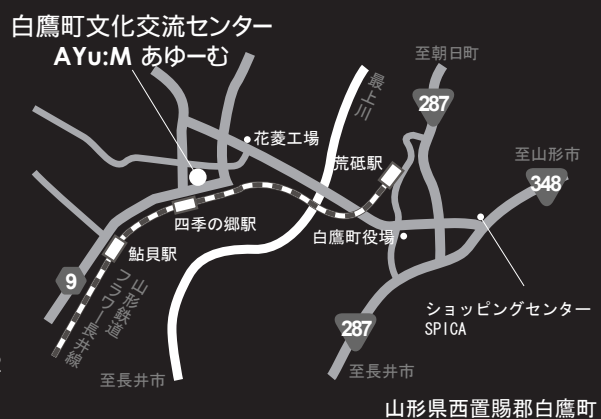 白鷹町文化交流センター
AYu:M あゆーむ
至朝日町
最上川
287
花菱工場
荒砥駅
至山形市
348
四季の郷駅
白鷹町役場
鮎貝駅
9
山形鉄道
フラワー長井線
ショッピングセンター
SPICA
287
至長井市
至長井市
山形県西置賜郡白鷹町